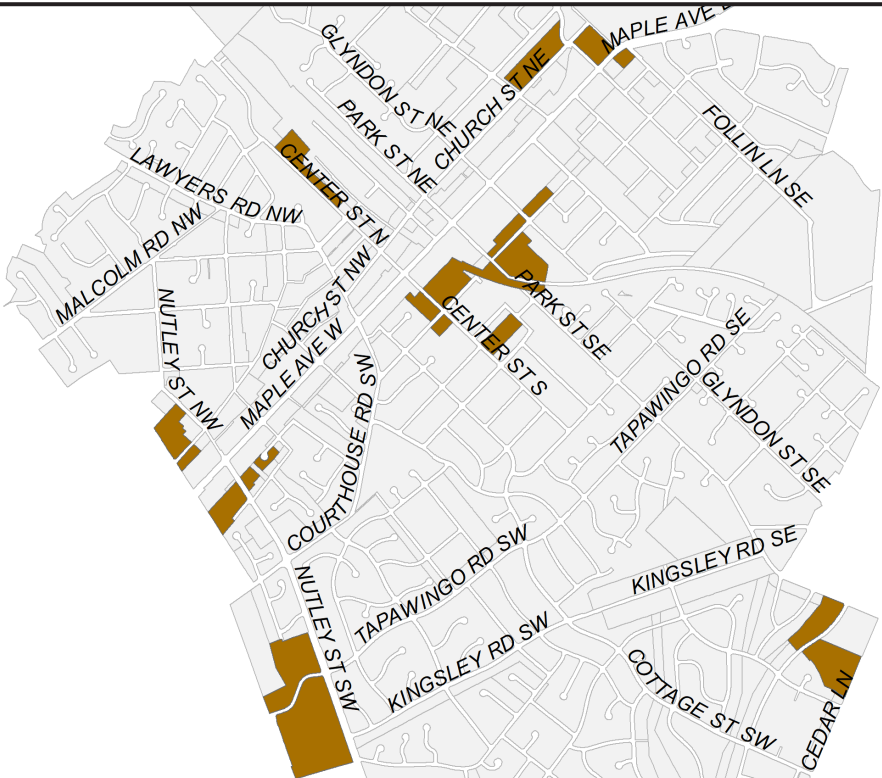 MAPLE AVE E
GLYNDON ST NE
CHURCH ST NE
PARK ST NE
FOLLIN LN SE
CENTER ST N
LAWYERS RD NW
MALCOLM RD NW
CHURCH ST NW
NUTLEY ST NW
MAPLE AVE W
PARK ST SE
CENTER ST S
TAPAWINGO RD SE
COURTHOUSE RD SW
GLYNDON ST SE
TAPAWINGO RD SW
KINGSLEY RD SE
NUTLEY ST SW
KINGSLEY RD SW
COTTAGE ST SW
CEDAR LN